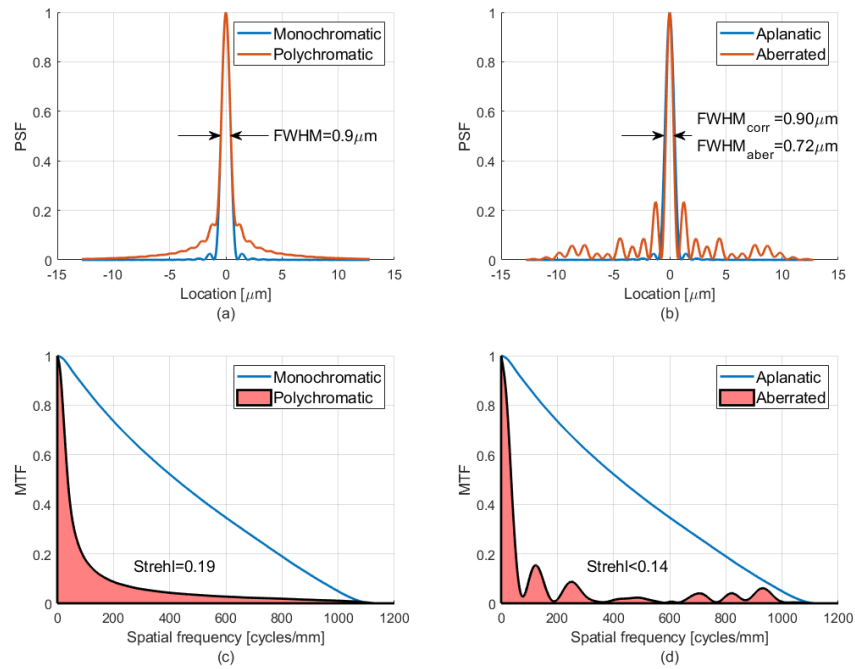 Monochromatic
Polychromatic
FWHM=0.9μm
PSF
1
0.8
0.6
0.4
0.2
0
-15
-10
-5
0
5
10
15
Location [μm]
(a)
Aplanatic
Aberrated
FWHM_corr=0.90μm
FWHM_aber=0.72μm
PSF
1
0.8
0.6
0.4
0.2
0
-15
-10
-5
0
5
10
15
Location [μm]
(b)
Monochromatic
Polychromatic
Strehl=0.19
MTF
1
0.8
0.6
0.4
0.2
0
0
200
400
600
800
1000
1200
Spatial frequency [cycles/mm]
(c)
Aplanatic
Aberrated
Strehl<0.14
MTF
1
0.8
0.6
0.4
0.2
0
0
200
400
600
800
1000
1200
Spatial frequency [cycles/mm]
(d)